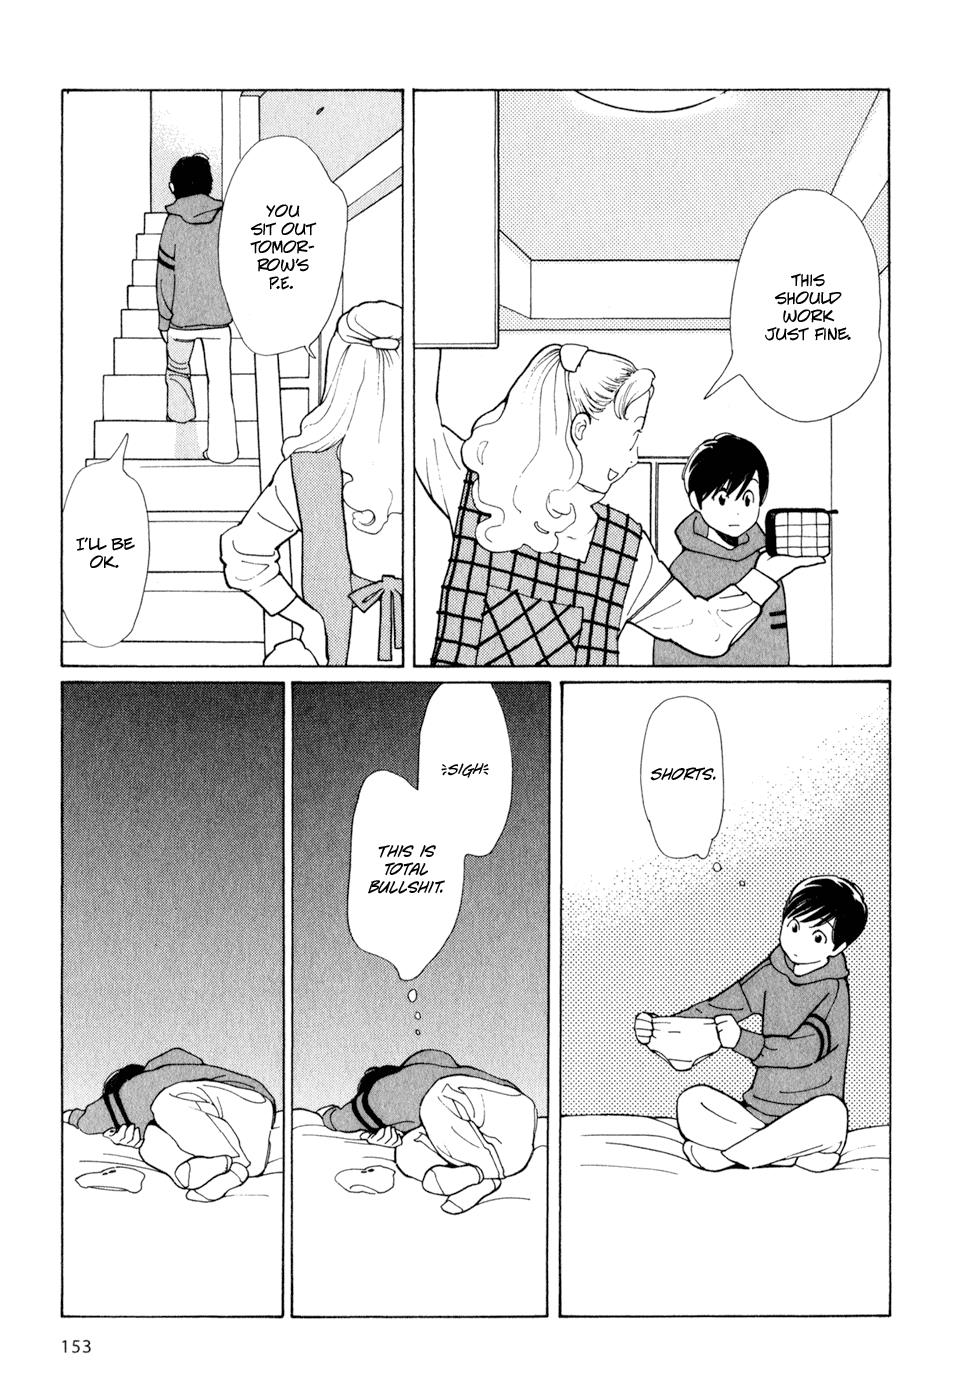 THIS
SHOULD
WORK
JUST FINE.
YOU
SIT OUT
TOMOR-
ROW'S
P.E.
I'LL BE
OK.
SHORTS.
SIGH
THIS IS
TOTAL
BULLSHIT.
153